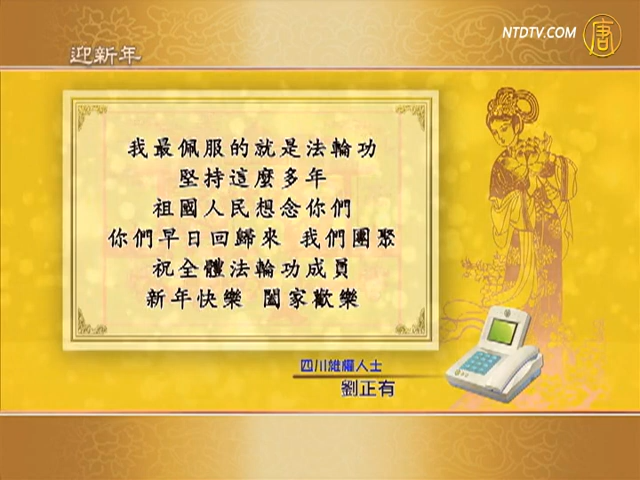 NTDTV.COM 唐
迎新年
我最佩服的就是法輪功
堅持這麼多年
祖國人民想念你們
你們早日回歸來 我們團聚
祝全體法輪功成員
新年快樂 闔家歡樂
四川維權人士
劉正有